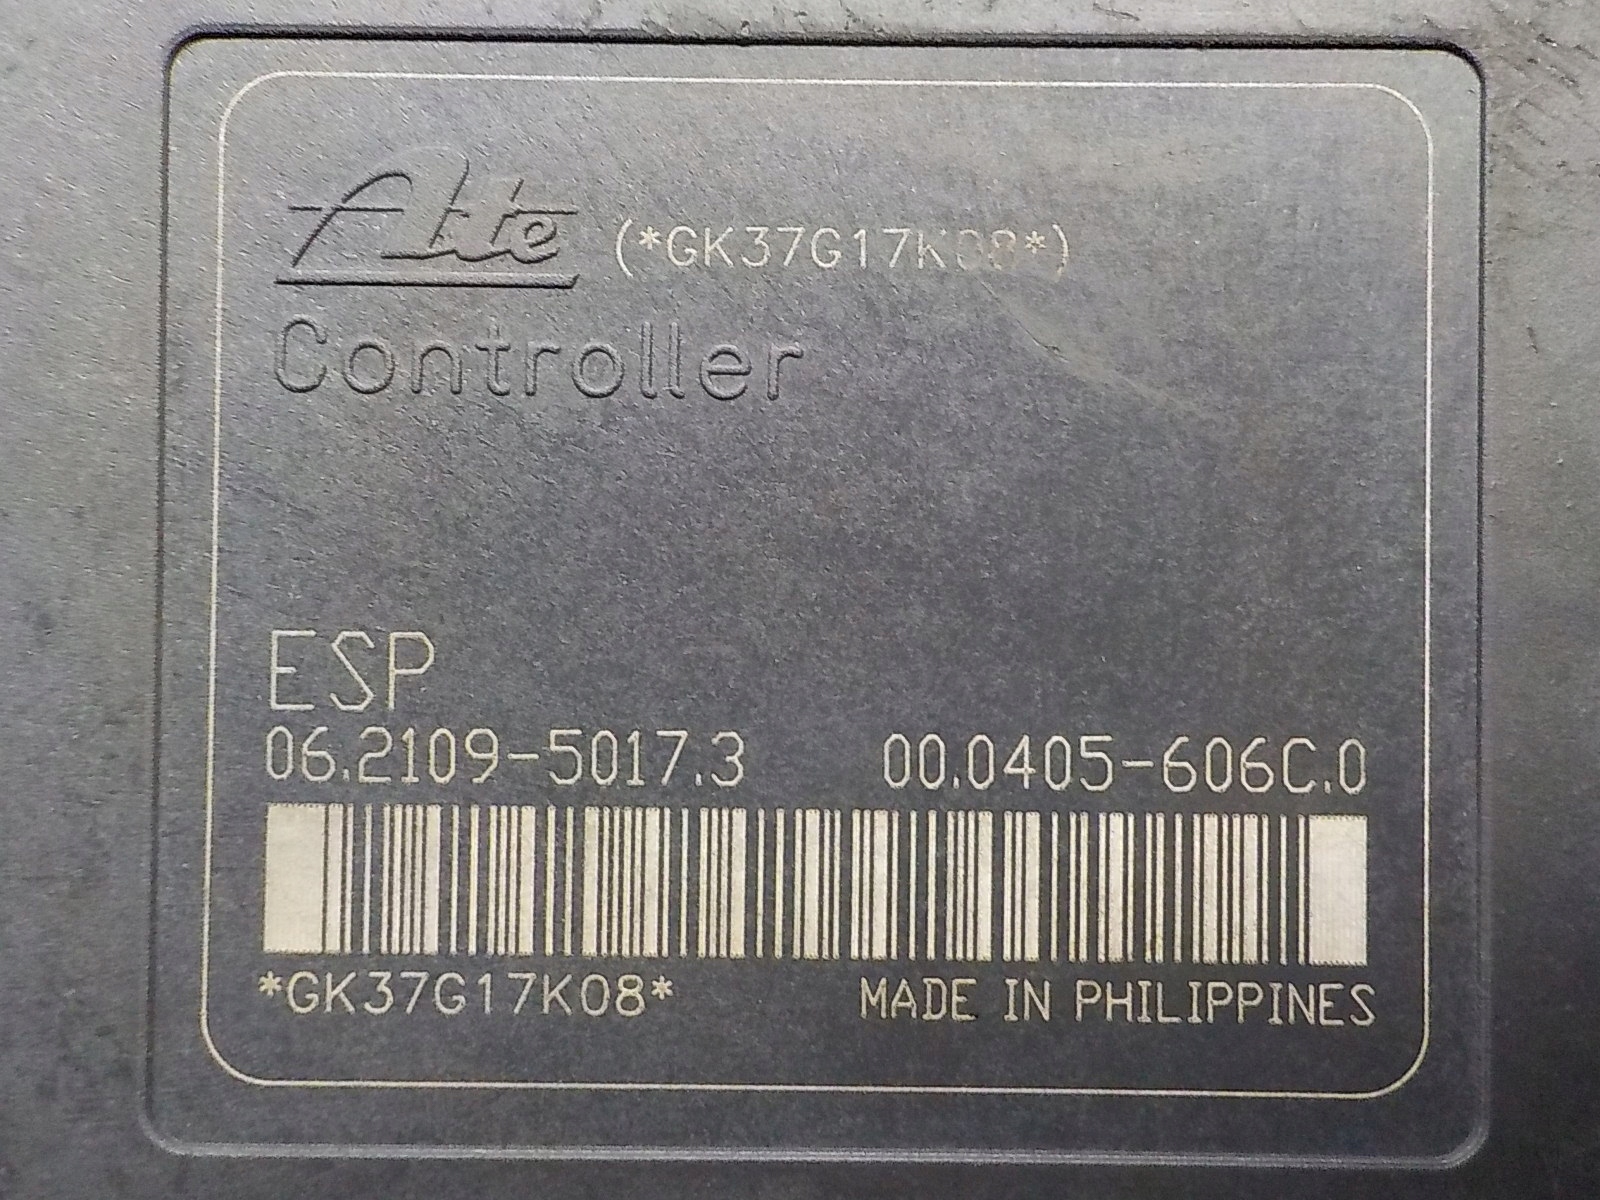 Ate (*GK37G17K08*)
Controller
ESP
06.2109-5017.3 00.0405-606C.0
*GK37G17K08* MADE IN PHILIPPINES